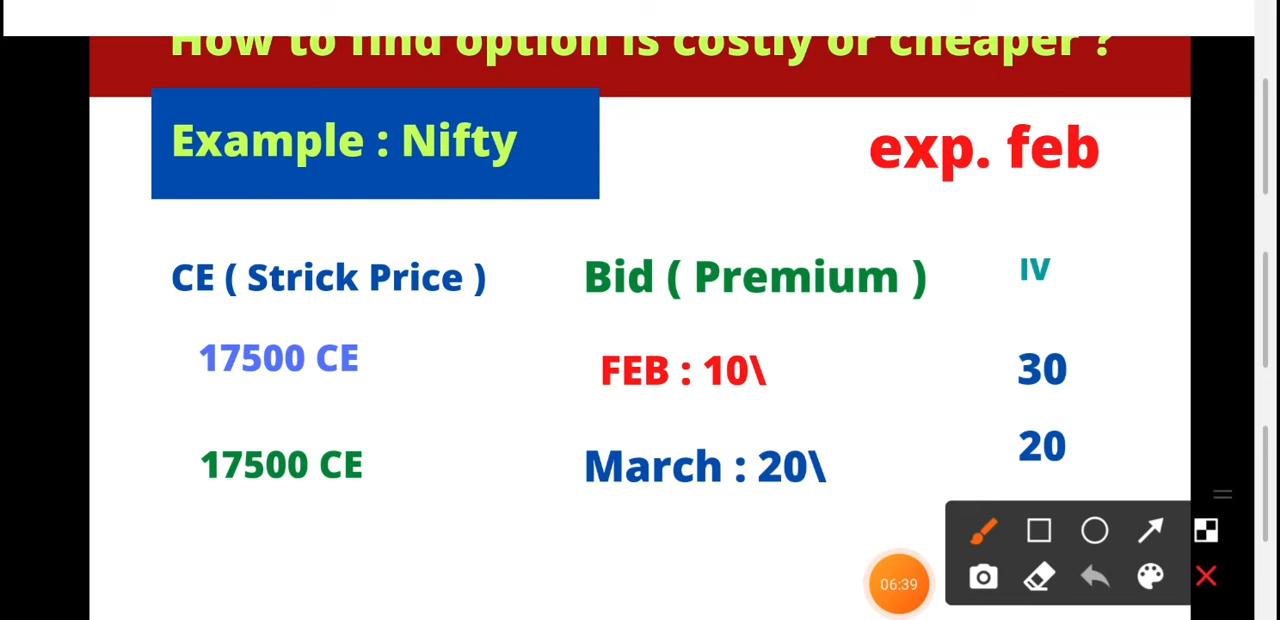 How to find option is costly or cheaper ?
Example : Nifty
exp. feb
CE ( Strick Price )
Bid ( Premium )
IV
17500 CE
FEB : 10\
30
17500 CE
March : 20\
20
06:39